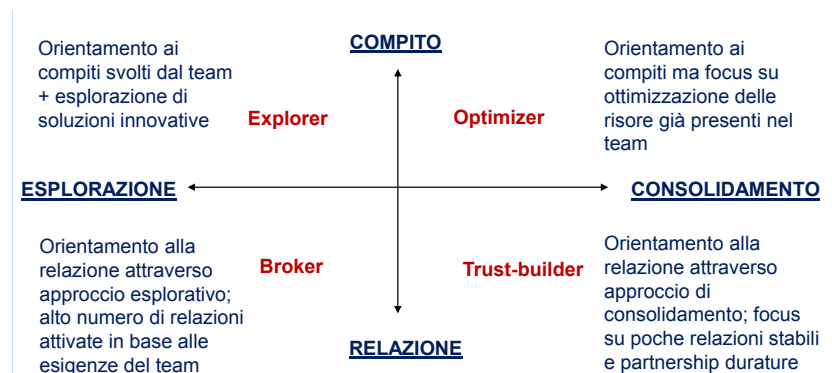 COMPITO
Orientamento ai
compiti svolti dal team
+ esplorazione di
soluzioni innovative
Explorer
Optimizer
Orientamento ai
compiti ma focus su
ottimizzazione delle
risore già presenti nel
team
ESPLORAZIONE
CONSOLIDAMENTO
Orientamento alla
relazione attraverso
approccio esplorativo;
alto numero di relazioni
attivate in base alle
esigenze del team
Broker
Trust-builder
Orientamento alla
relazione attraverso
approccio di
consolidamento; focus
su poche relazioni stabili
e partnership durature
RELAZIONE